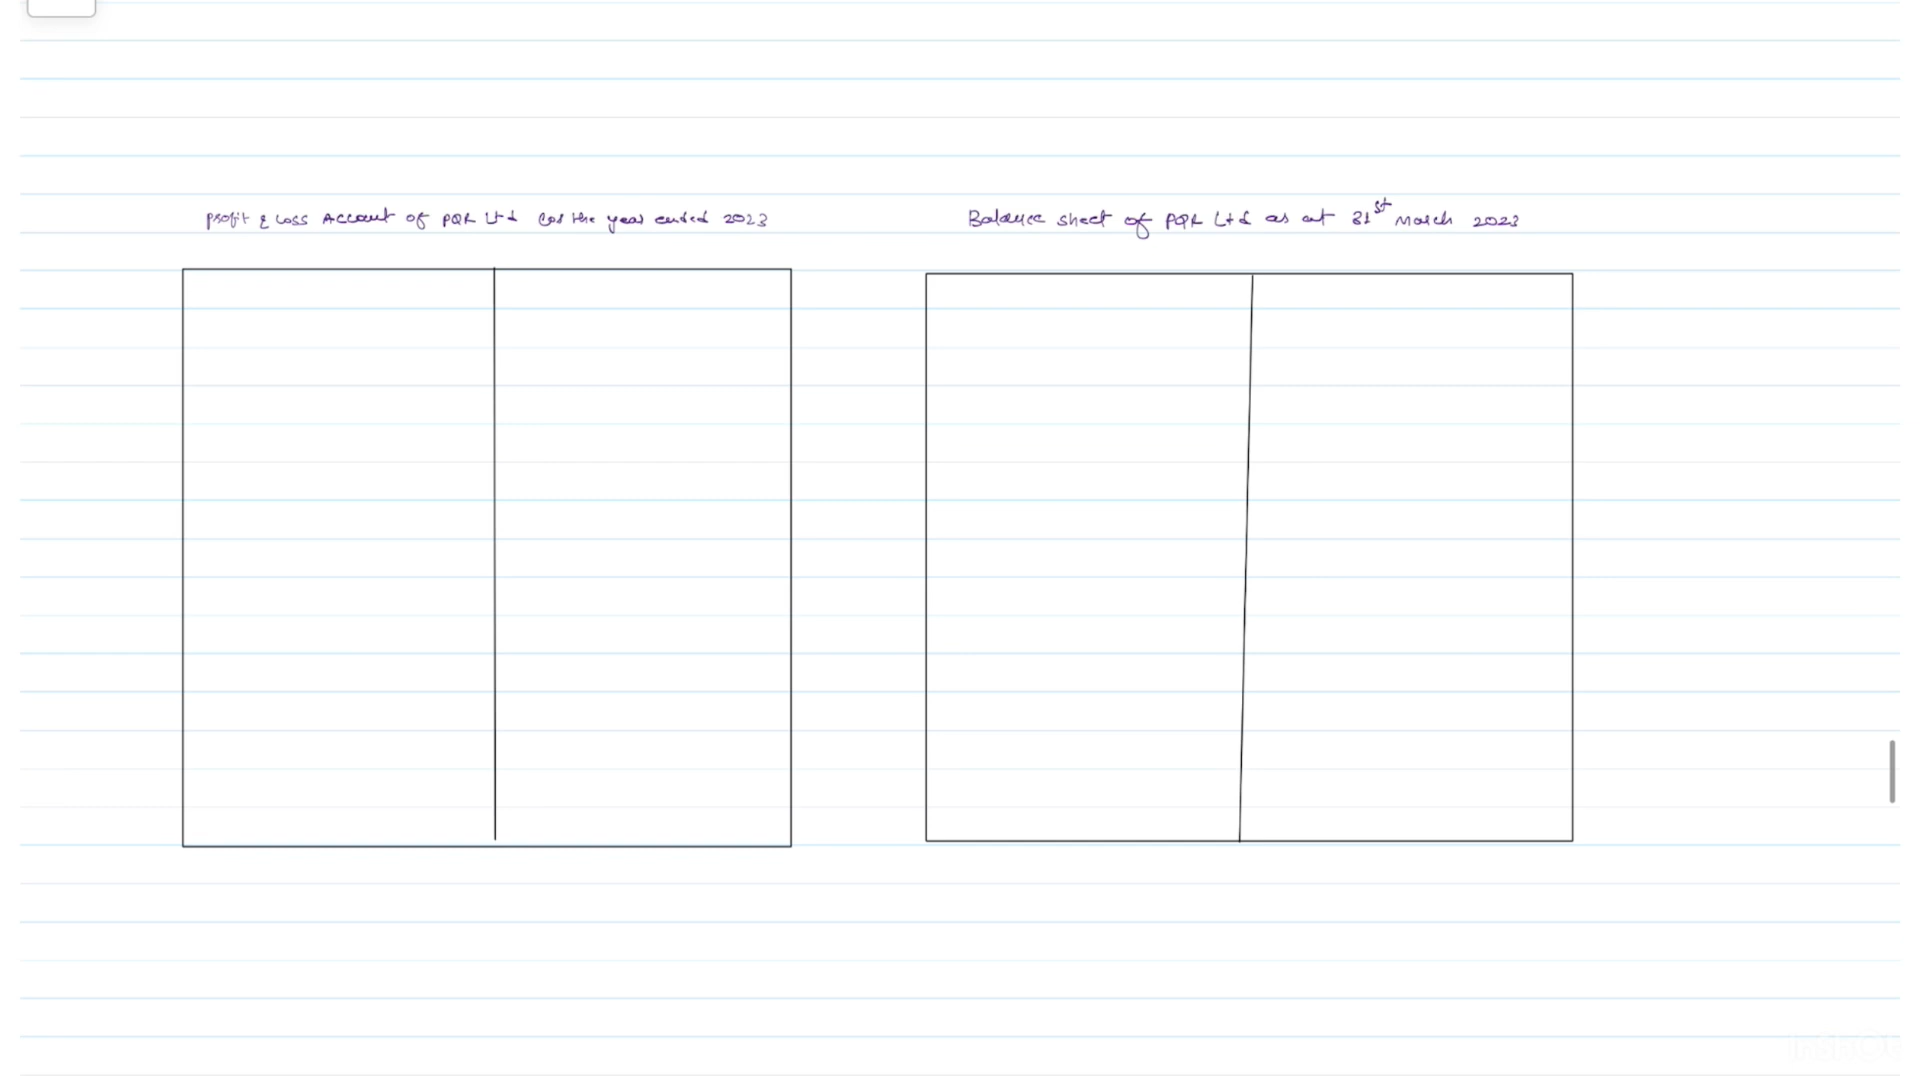 Profit & Loss Account of PQR Ltd for the year ended 2023
Balance sheet of PQR Ltd as at 31st March 2023